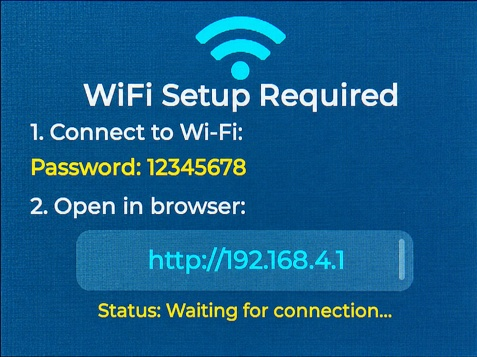 WiFi Setup Required
1. Connect to Wi-Fi:
Password: 12345678
2. Open in browser:
http://192.168.4.1
Status: Waiting for connection...